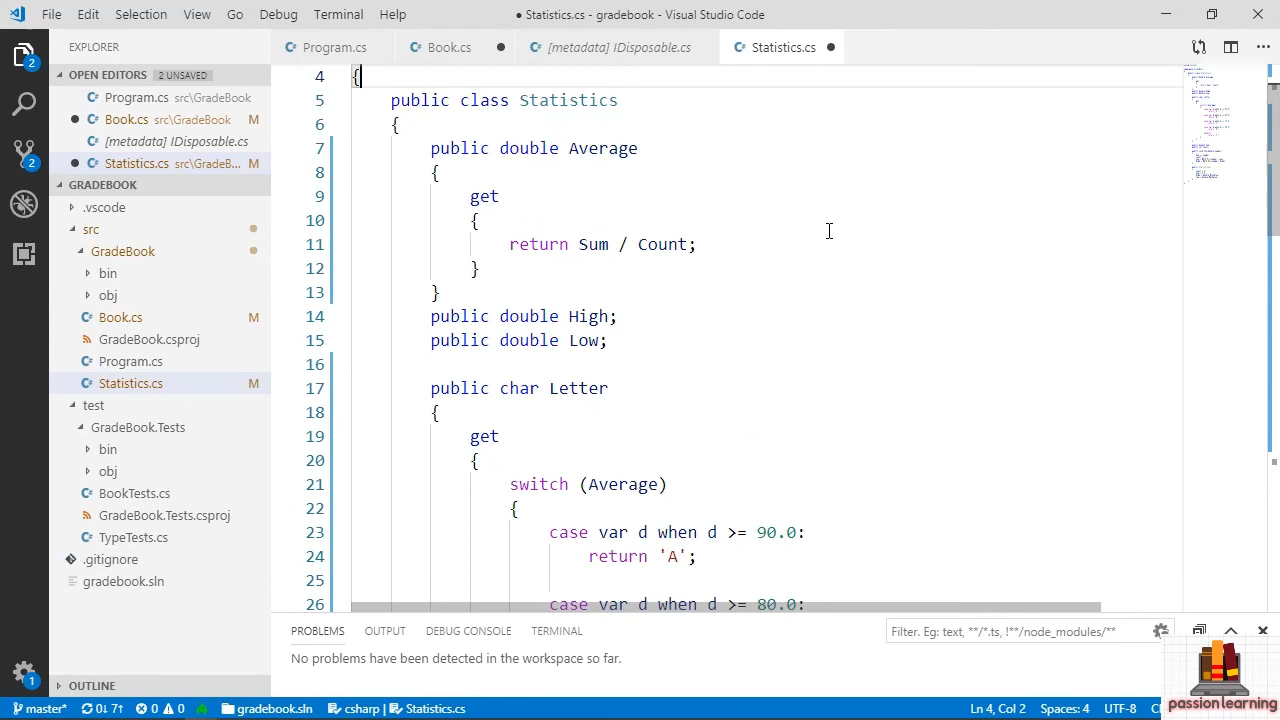 File Edit Selection View Go Debug Terminal Help
● Statistics.cs - gradebook - Visual Studio Code
EXPLORER
OPEN EDITORS 2 UNSAVED
Program.cs src\GradeBook
Book.cs src\GradeBook M
[metadata] IDisposable.cs
Statistics.cs src\GradeB... M
GRADEBOOK
.vscode
src
GradeBook
bin
obj
Book.cs M
GradeBook.csproj
Program.cs
Statistics.cs M
test
GradeBook.Tests
bin
obj
BookTests.cs
GradeBook.Tests.csproj
TypeTests.cs
.gitignore
gradebook.sln
OUTLINE
2
2
1
Program.cs Book.cs [metadata] IDisposable.cs Statistics.cs
4 {
5 public class Statistics
6 {
7 public double Average
8 {
9 get
10 {
11 return Sum / Count;
12 }
13 }
14 public double High;
15 public double Low;
16
17 public char Letter
18 {
19 get
20 {
21 switch (Average)
22 {
23 case var d when d >= 90.0:
24 return 'A';
25
26 case var d when d >= 80.0:
PROBLEMS OUTPUT DEBUG CONSOLE TERMINAL
Filter. Eg: text, **/*.ts, !**/node_modules/**
No problems have been detected in the workspace so far.
master* 0↓ 7↑ 0 0 gradebook.sln csharp | Statistics.cs Ln 4, Col 2 Spaces: 4 UTF-8
passion learning